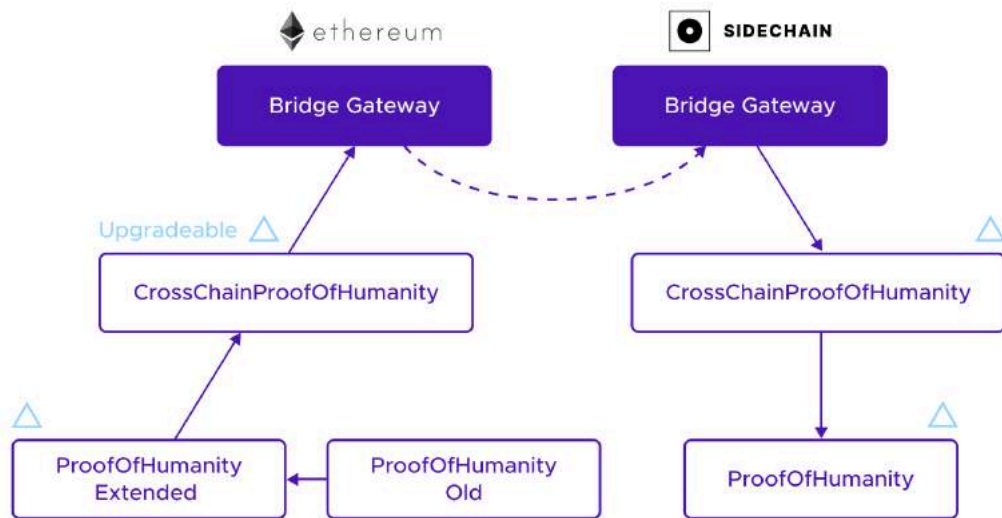 ethereum
SIDECHAIN
Bridge Gateway
Bridge Gateway
Upgradeable
CrossChainProofOfHumanity
CrossChainProofOfHumanity
ProofOfHumanity
Extended
ProofOfHumanity
Old
ProofOfHumanity